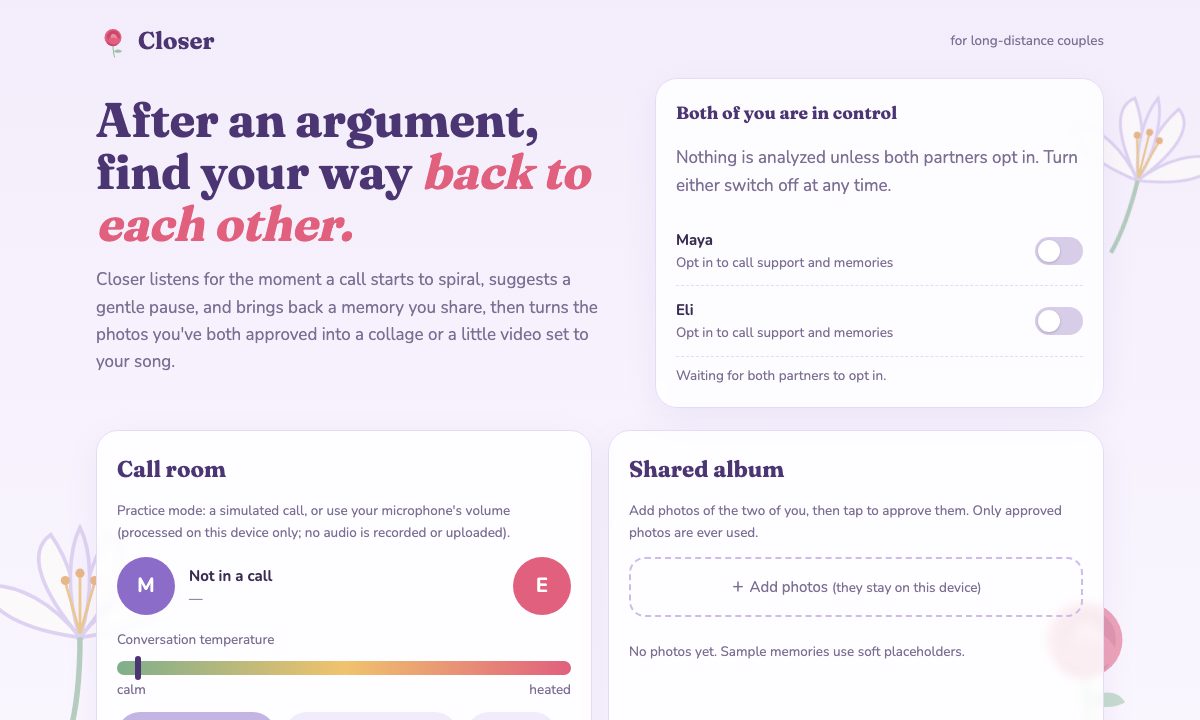 Closer
for long-distance couples
After an argument,
find your way back to
each other.
Closer listens for the moment a call starts to spiral, suggests a
gentle pause, and brings back a memory you share, then turns the
photos you've both approved into a collage or a little video set to
your song.
Both of you are in control
Nothing is analyzed unless both partners opt in. Turn
either switch off at any time.
Maya
Opt in to call support and memories
Eli
Opt in to call support and memories
Waiting for both partners to opt in.
Call room
Practice mode: a simulated call, or use your microphone's volume
(processed on this device only; no audio is recorded or uploaded).
M
Not in a call
—
E
Conversation temperature
calm
heated
Shared album
Add photos of the two of you, then tap to approve them. Only approved
photos are ever used.
+ Add photos (they stay on this device)
No photos yet. Sample memories use soft placeholders.